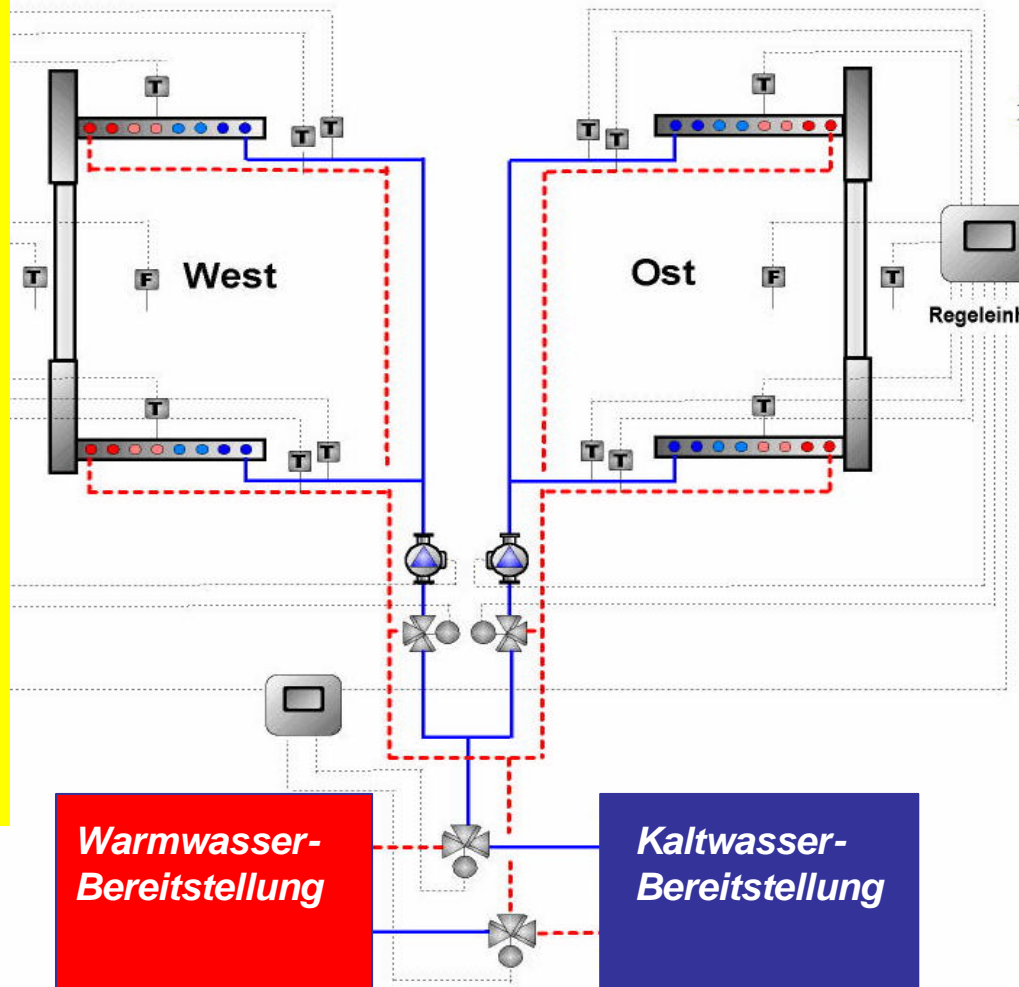 T
T
T
T
T
T
T
T
T
West
F
Ost
F
T
Regeleinh
T
T
T
T
T
T
Warmwasser-
Bereitstellung
Kaltwasser-
Bereitstellung